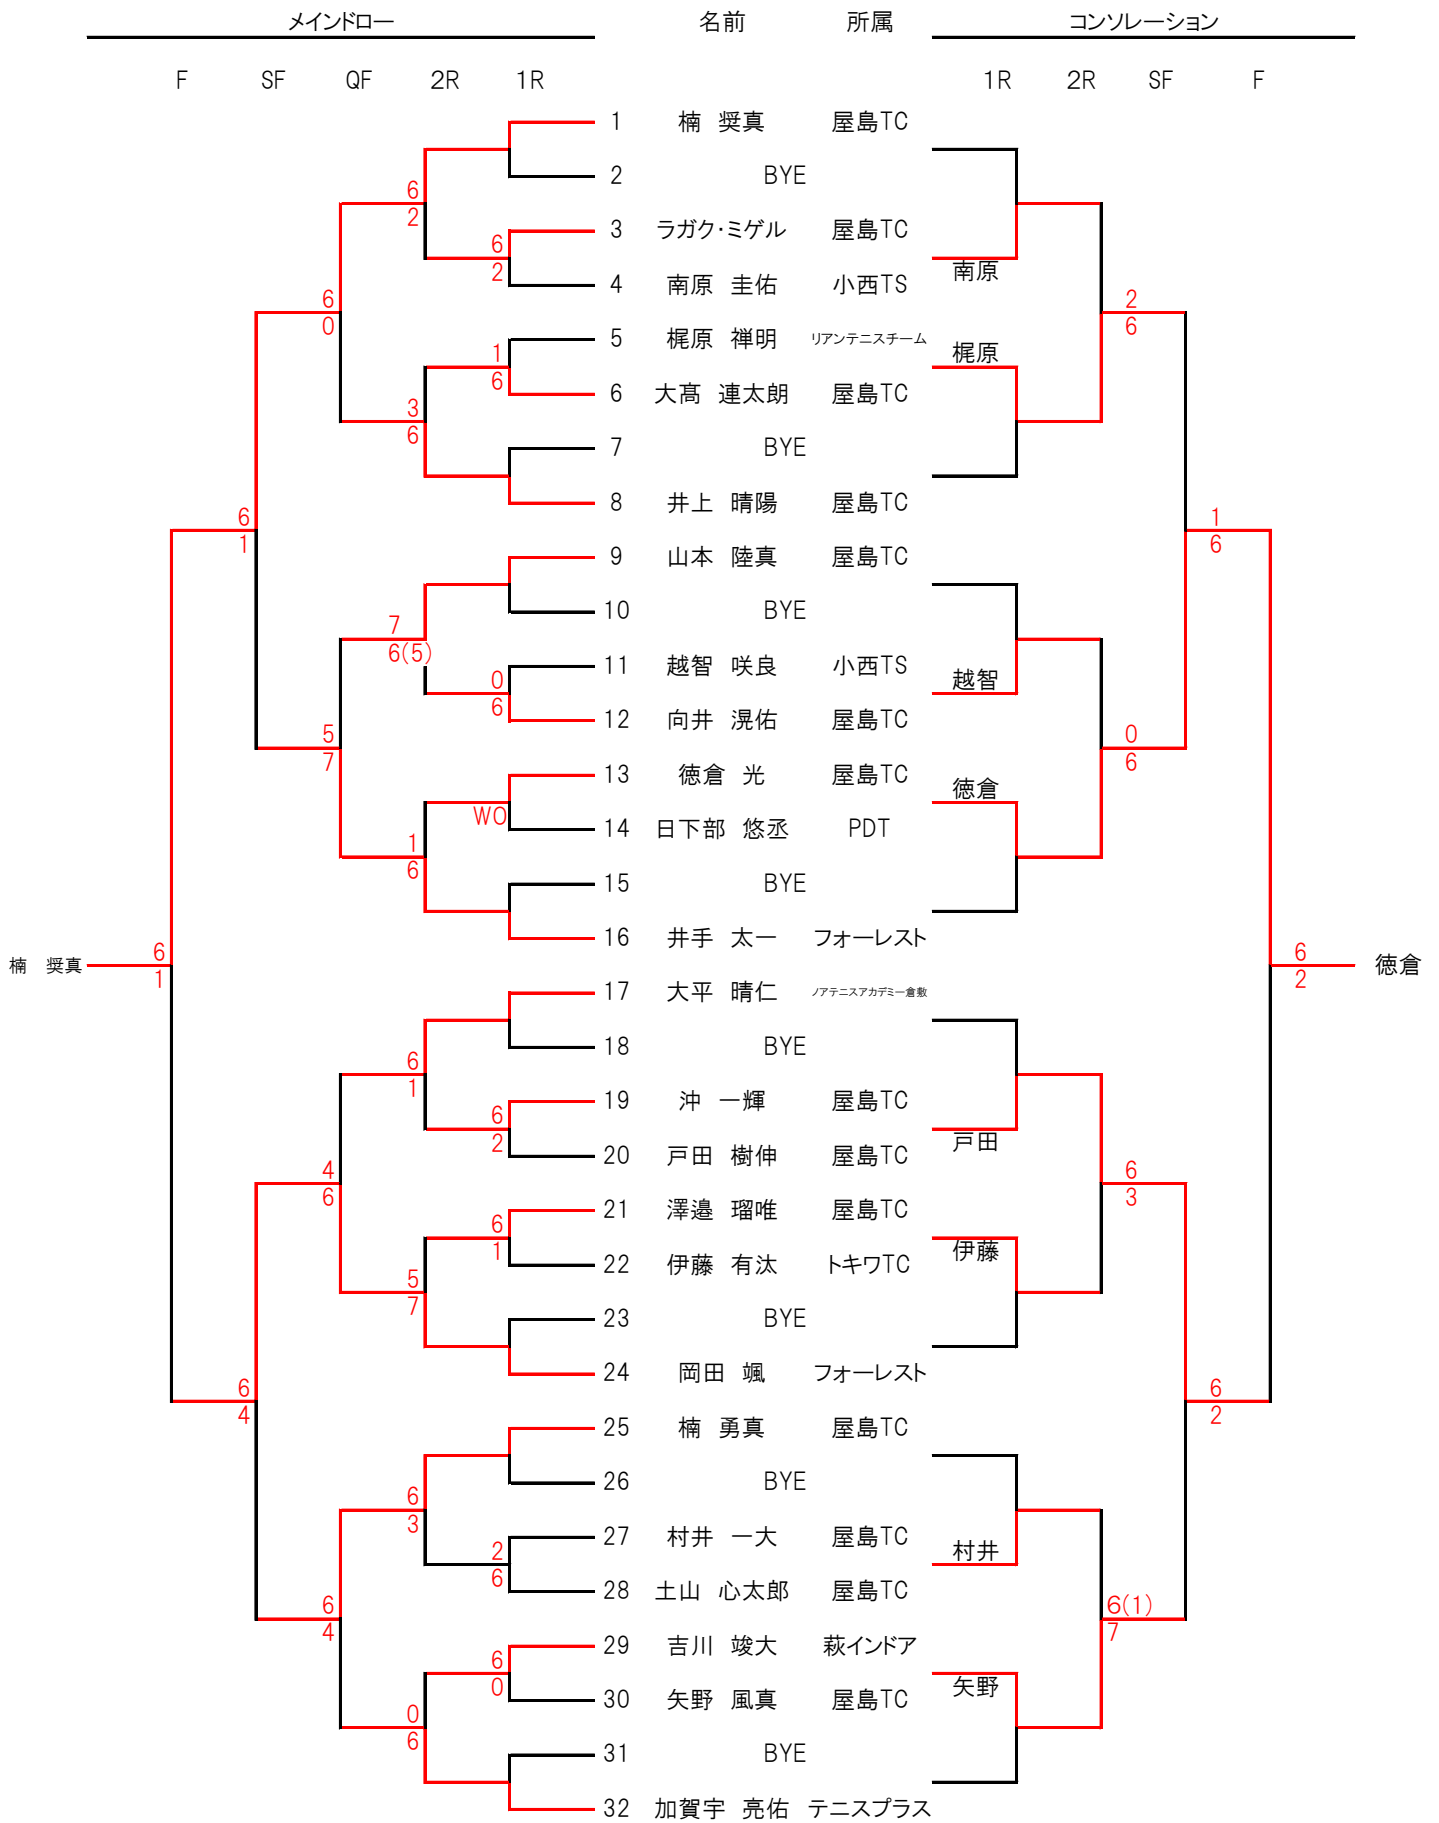 メインドロー 名前 所属 コンソレーション
F SF QF 2R 1R 1R 2R SF F
1 楠 奨真 屋島TC
2 BYE
6
2
3 ラガク・ミゲル 屋島TC
6
2
南原
4 南原 圭佑 小西TS
6
0
2
6
5 梶原 禅明 リアンテニスチーム
1
6
梶原
6 大髙 連太朗 屋島TC
3
6
7 BYE
8 井上 晴陽 屋島TC
6
1
1
6
9 山本 陸真 屋島TC
10 BYE
7
6(5)
11 越智 咲良 小西TS
0
6
越智
12 向井 滉佑 屋島TC
5
7
0
6
13 徳倉 光 屋島TC
WO
徳倉
14 日下部 悠丞 PDT
1
6
15 BYE
16 井手 太一 フォーレスト
楠 奨真
6
1
6
2
徳倉
17 大平 晴仁 ノアテニスアカデミー倉敷
18 BYE
6
1
19 沖 一輝 屋島TC
6
2
戸田
20 戸田 樹伸 屋島TC
4
6
6
3
21 澤邉 瑠唯 屋島TC
6
1
伊藤
22 伊藤 有汰 トキワTC
5
7
23 BYE
24 岡田 颯 フォーレスト
6
4
6
2
25 楠 勇真 屋島TC
26 BYE
6
3
27 村井 一大 屋島TC
2
6
村井
28 土山 心太郎 屋島TC
6
4
6(1)
7
29 吉川 竣大 萩インドア
6
0
矢野
30 矢野 風真 屋島TC
0
6
31 BYE
32 加賀宇 亮佑 テニスプラス